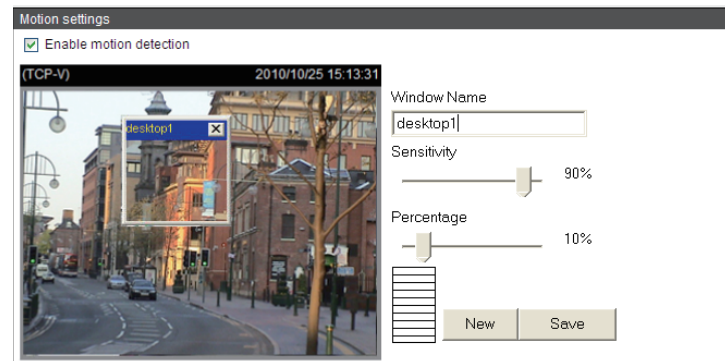 Motion settings
Enable motion detection
(TCP-V) 2010/10/25 15:13:31
desktop1
Window Name
desktop1
Sensitivity
90%
Percentage
10%
New Save